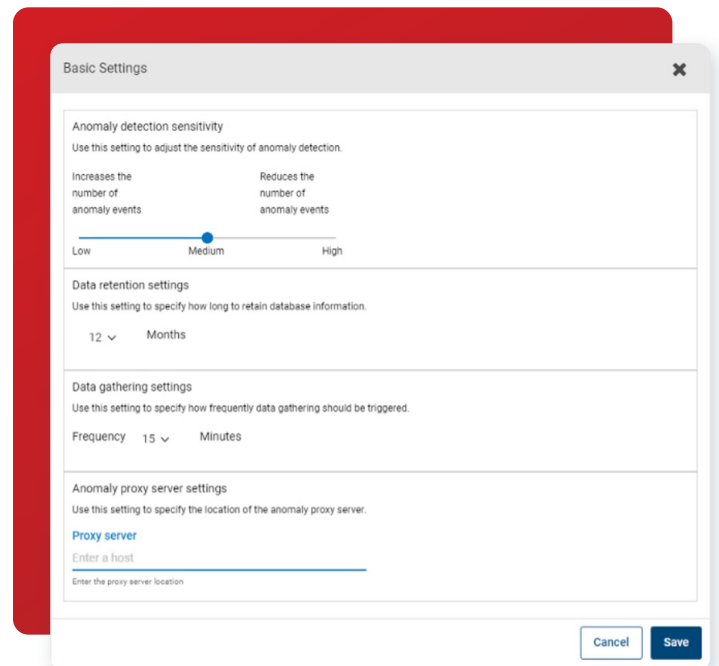 Basic Settings
Anomaly detection sensitivity
Use this setting to adjust the sensitivity of anomaly detection.
Increases the
number of
anomaly events
Reduces the
number of
anomaly events
Low Medium High
Data retention settings
Use this setting to specify how long to retain database information.
12 Months
Data gathering settings
Use this setting to specify how frequently data gathering should be triggered.
Frequency 15 Minutes
Anomaly proxy server settings
Use this setting to specify the location of the anomaly proxy server.
Proxy server
Enter a host
Enter the proxy server location
Cancel Save